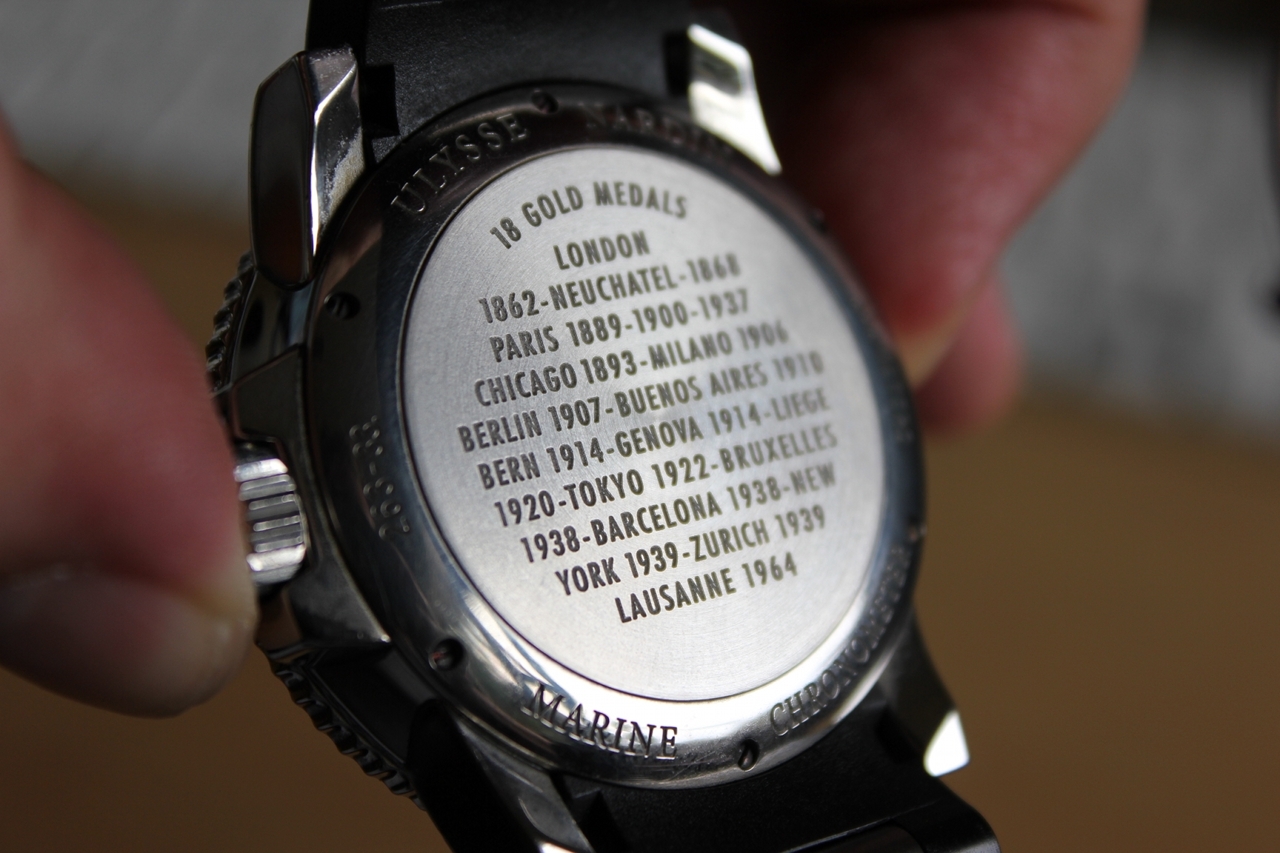 ULYSSE NARDIN
18 GOLD MEDALS
LONDON
1862-NEUCHATEL-1868
PARIS 1889-1900-1937
CHICAGO 1893-MILANO 1906
BERLIN 1907-BUENOS AIRES 1910
BERN 1914-GENOVA 1914-LIEGE
1920-TOKYO 1922-BRUXELLES
1938-BARCELONA 1938-NEW
YORK 1939-ZURICH 1939
LAUSANNE 1964
MARINE CHRONOMETER